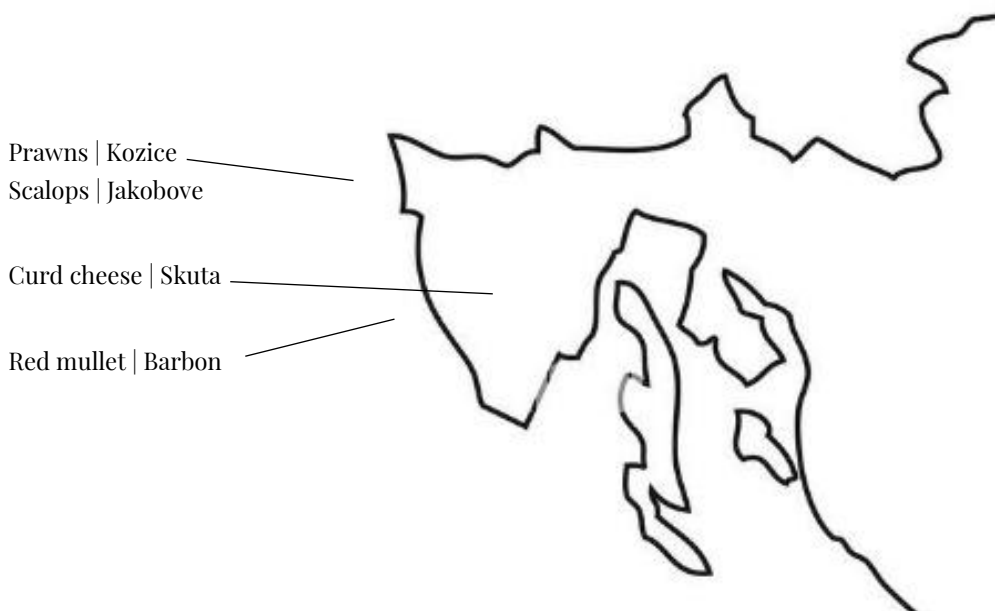 Prawns | Kozice
Scalops | Jakobove
Curd cheese | Skuta
Red mullet | Barbon